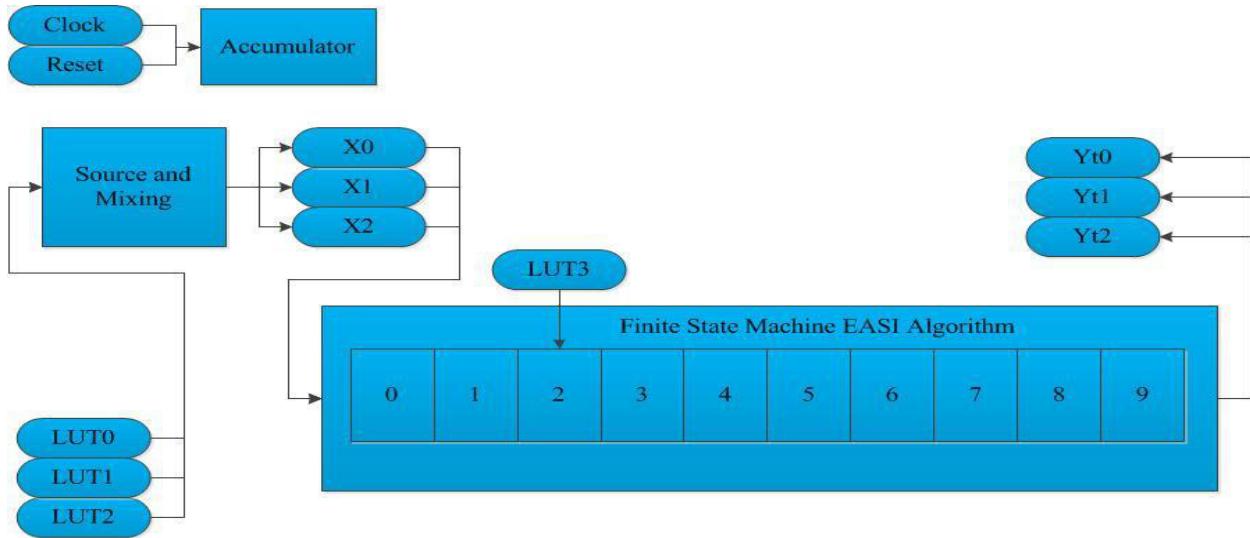 Clock
Reset
Accumulator
Source and
Mixing
X0
X1
X2
Yt0
Yt1
Yt2
LUT3
Finite State Machine EASI Algorithm
0 1 2 3 4 5 6 7 8 9
LUT0
LUT1
LUT2